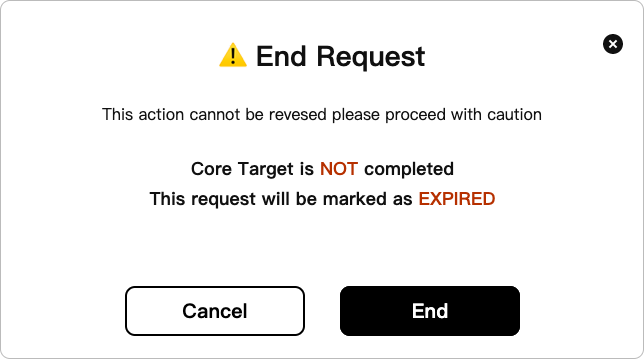 End Request
This action cannot be revesed please proceed with caution
Core Target is NOT completed
This request will be marked as EXPIRED
Cancel
End